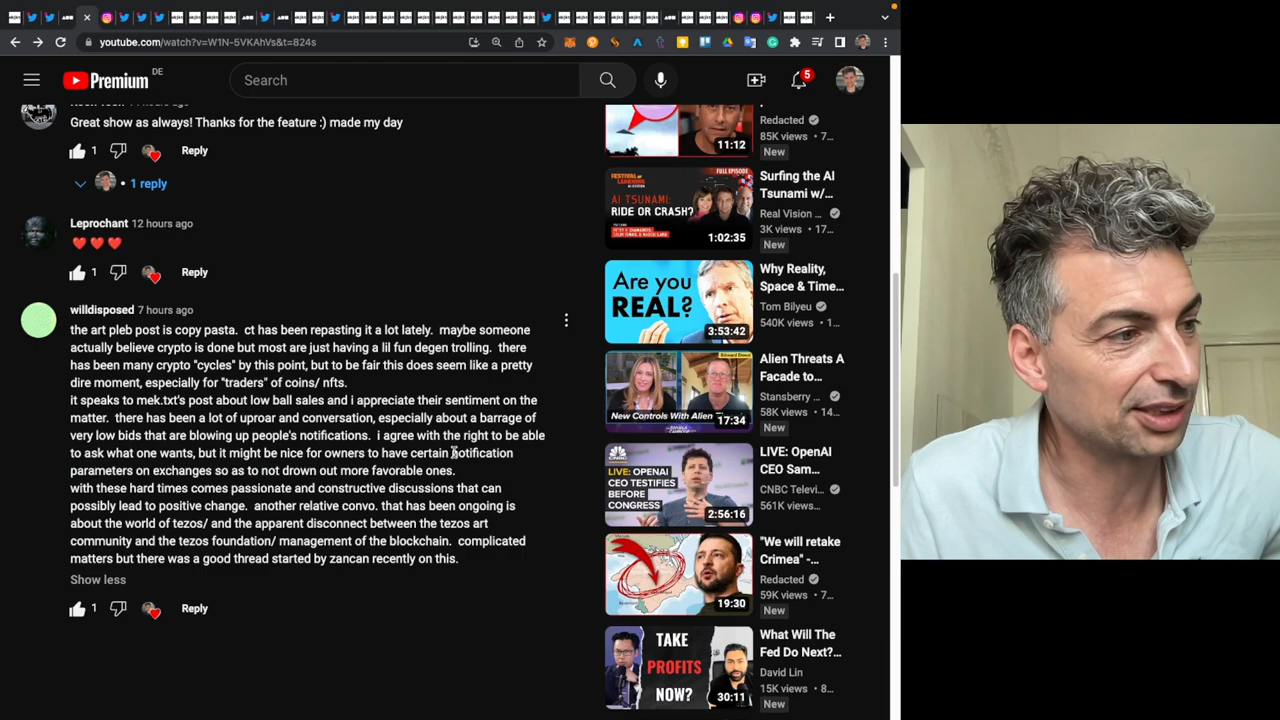 youtube.com/watch?v=W1N-5VKAhVs&t=824s
Premium DE
Search
5
Great show as always! Thanks for the feature :) made my day
1 Reply
• 1 reply
Leprochant 12 hours ago
1 Reply
willdisposed 7 hours ago
the art pleb post is copy pasta. ct has been repasting it a lot lately. maybe someone
actually believe crypto is done but most are just having a lil fun degen trolling. there
has been many crypto "cycles" by this point, but to be fair this does seem like a pretty
dire moment, especially for "traders" of coins/ nfts.
it speaks to mek.txt's post about low ball sales and i appreciate their sentiment on the
matter. there has been a lot of uproar and conversation, especially about a barrage of
very low bids that are blowing up people's notifications. i agree with the right to be able
to ask what one wants, but it might be nice for owners to have certain notification
parameters on exchanges so as to not drown out more favorable ones.
with these hard times comes passionate and constructive discussions that can
possibly lead to positive change. another relative convo. that has been ongoing is
about the world of tezos/ and the apparent disconnect between the tezos art
community and the tezos foundation/ management of the blockchain. complicated
matters but there was a good thread started by zancan recently on this.
Show less
1 Reply
11:12
Redacted
85K views • 7...
New
FULL EPISODE
AI TSUNAMI:
RIDE OR CRASH?
1:02:35
Surfing the AI
Tsunami w/...
Real Vision ...
3K views • 17...
New
Are you
REAL?
3:53:42
Why Reality,
Space & Time...
Tom Bilyeu
540K views • 1...
New Controls With Alien
17:34
Alien Threats A
Facade to...
Stansberry ...
58K views • 14...
New
LIVE: OPENAI
CEO TESTIFIES
BEFORE
CONGRESS
2:56:16
LIVE: OpenAI
CEO Sam...
CNBC Televi...
561K views • ...
19:30
"We will retake
Crimea" -...
Redacted
59K views • 7...
New
TAKE
PROFITS
NOW?
30:11
What Will The
Fed Do Next?...
David Lin
15K views • 8...
New